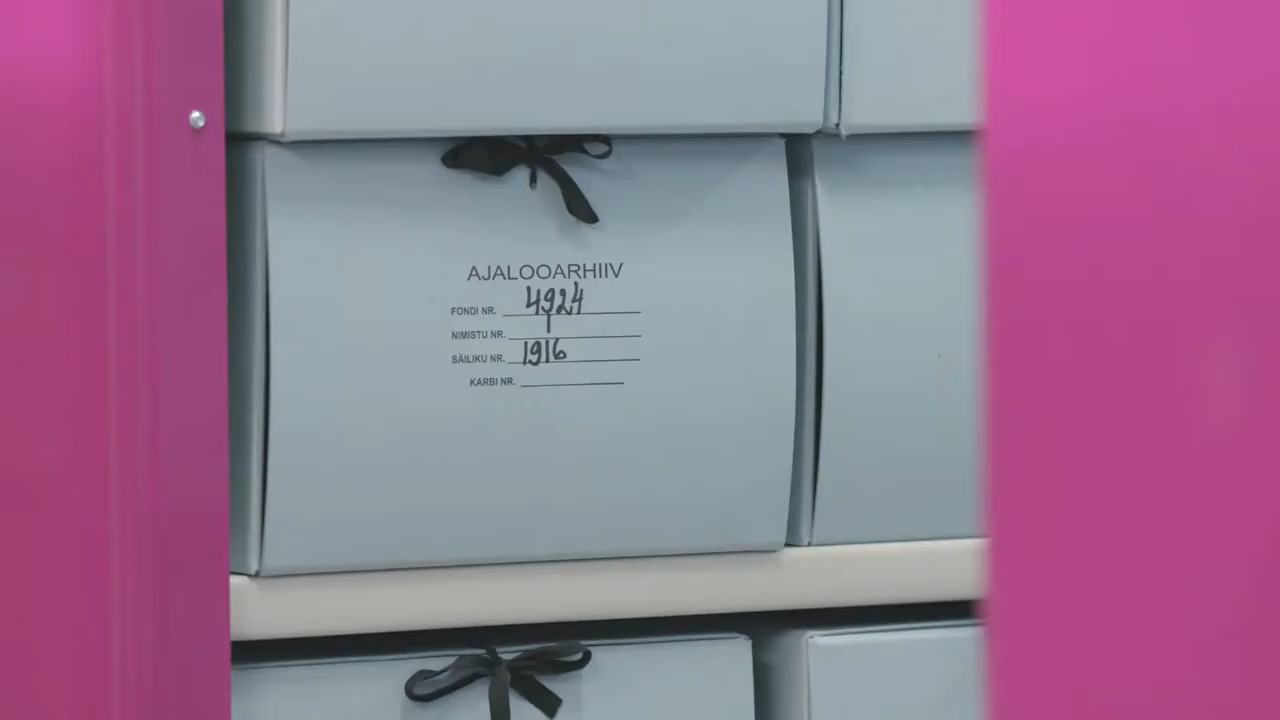 AJALOOARHIIV
FONDI NR. 4924
NIMISTU NR. 1
SÄILIKU NR. 1916
KARBI NR.